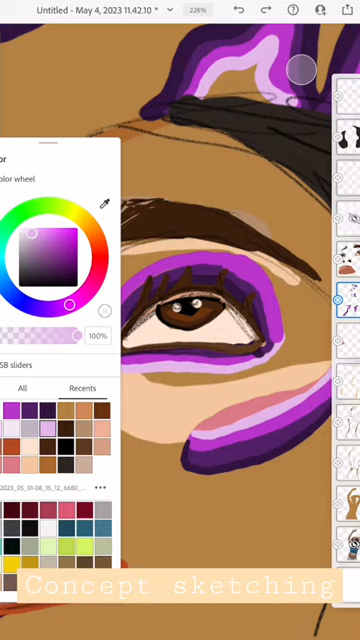 Untitled - May 4, 2023 11.42.10 *
228%
or
olor wheel
100%
SB sliders
All
Recents
2023_05_01-08_15_12_6680_
Concept sketching